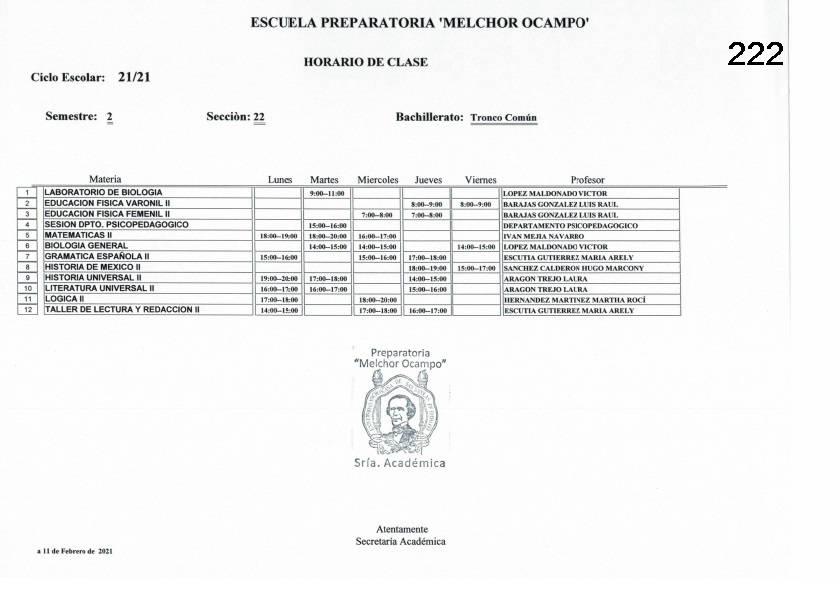 ESCUELA PREPARATORIA 'MELCHOR OCAMPO'
222
HORARIO DE CLASE
Ciclo Escolar: 21/21
Semestre: 2 Secciòn: 22 Bachillerato: Tronco Común
Materia Lunes Martes Miercoles Jueves Viernes Profesor
1 LABORATORIO DE BIOLOGIA 9:00--11:00 LOPEZ MALDONADO VICTOR
2 EDUCACION FISICA VARONIL II 8:00--9:00 8:00--9:00 BARAJAS GONZALEZ LUIS RAUL
3 EDUCACION FISICA FEMENIL II 7:00--8:00 7:00--8:00 BARAJAS GONZALEZ LUIS RAUL
4 SESION DPTO. PSICOPEDAGOGICO 15:00--16:00 DEPARTAMENTO PSICOPEDAGOGICO
5 MATEMATICAS II 18:00--19:00 18:00--20:00 16:00--17:00 IVAN MEJIA NAVARRO
6 BIOLOGIA GENERAL 14:00--15:00 14:00--15:00 14:00--15:00 LOPEZ MALDONADO VICTOR
7 GRAMATICA ESPAÑOLA II 15:00--16:00 15:00--16:00 17:00--18:00 ESCUTIA GUTIERREZ MARIA ARELY
8 HISTORIA DE MEXICO II 18:00--19:00 15:00--17:00 SANCHEZ CALDERON HUGO MARCONY
9 HISTORIA UNIVERSAL II 19:00--20:00 17:00--18:00 14:00--15:00 ARAGON TREJO LAURA
10 LITERATURA UNIVERSAL II 16:00--17:00 16:00--17:00 15:00--16:00 ARAGON TREJO LAURA
11 LOGICA II 17:00--18:00 18:00--20:00 HERNANDEZ MARTINEZ MARTHA ROCÍ
12 TALLER DE LECTURA Y REDACCION II 14:00--15:00 17:00--18:00 16:00--17:00 ESCUTIA GUTIERREZ MARIA ARELY
Preparatoria
"Melchor Ocampo"
Sría. Académica
Atentamente
Secretaría Académica
a 11 de Febrero de 2021